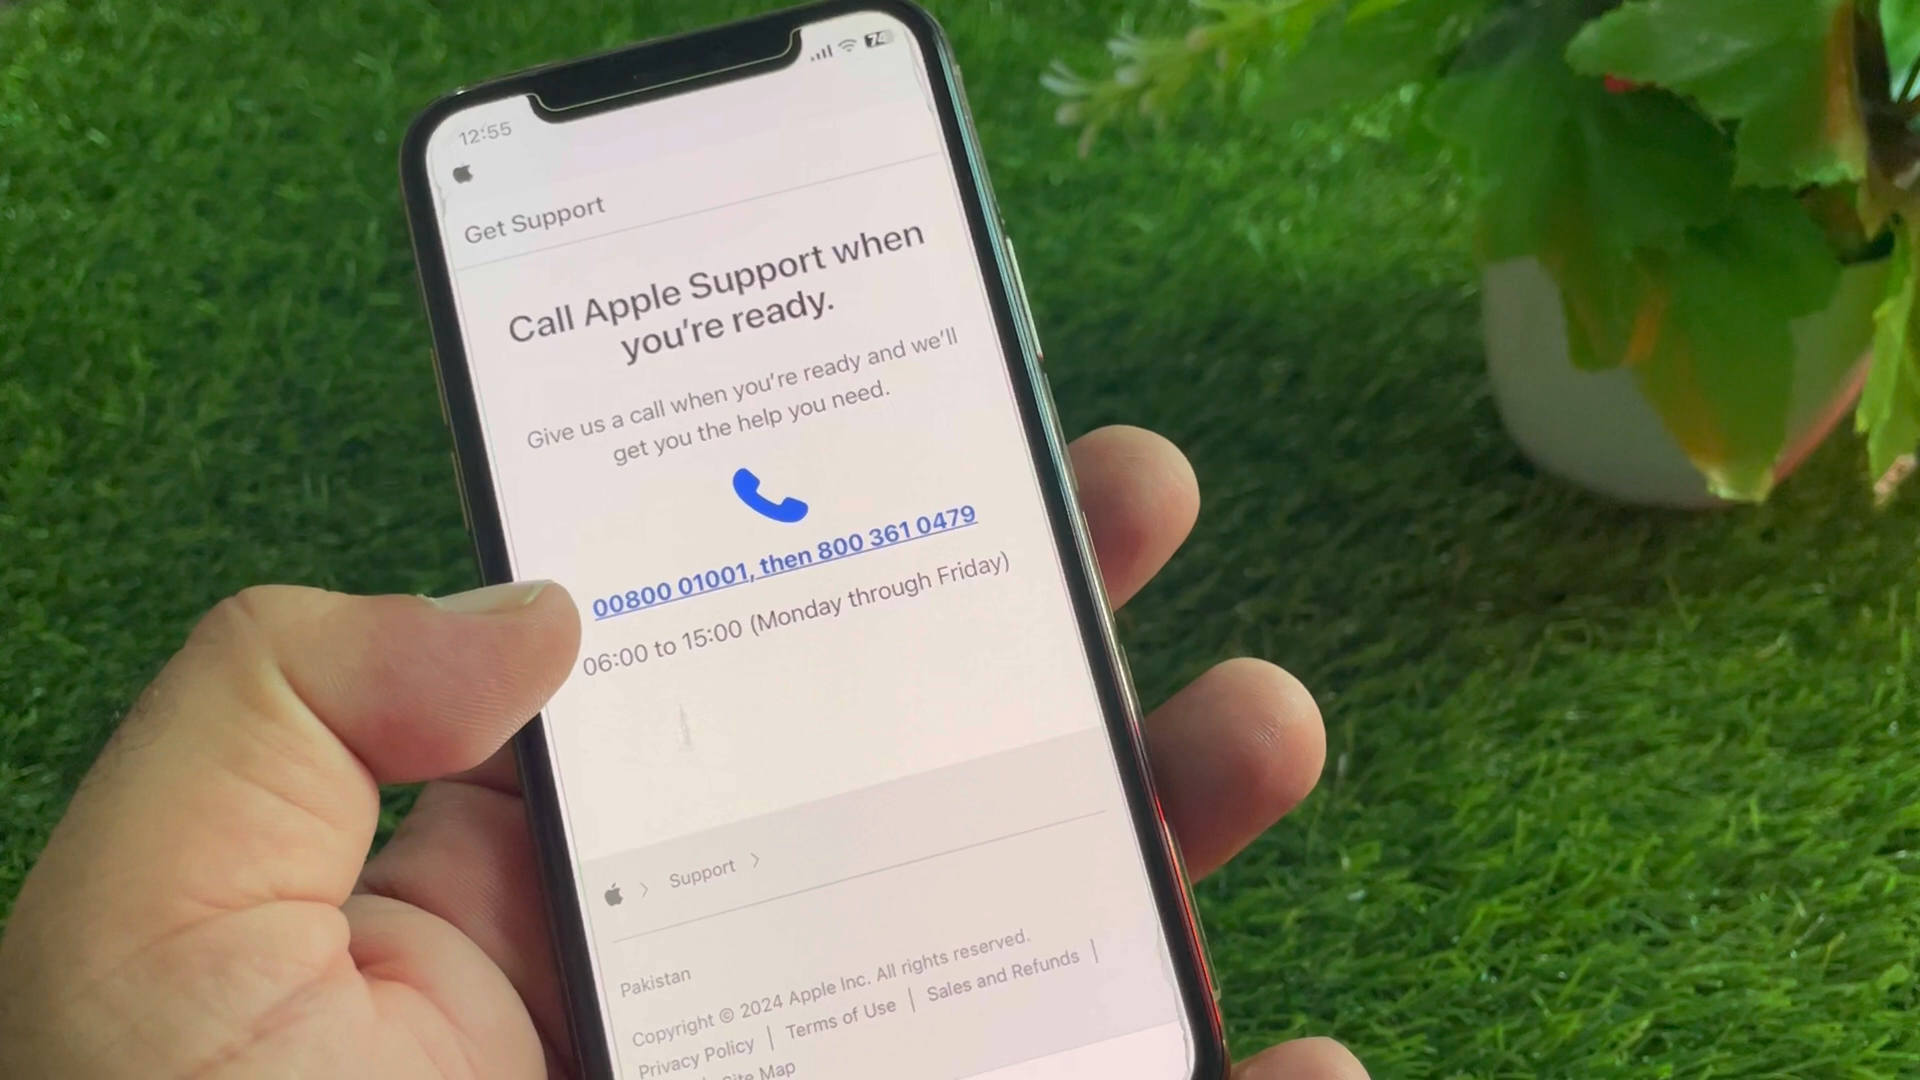 12:55
74
Get Support
Call Apple Support when
you're ready.
Give us a call when you're ready and we'll
get you the help you need.
00800 01001, then 800 361 0479
06:00 to 15:00 (Monday through Friday)
Support
Pakistan
Copyright © 2024 Apple Inc. All rights reserved.
Privacy Policy | Terms of Use | Sales and Refunds |
Site Map